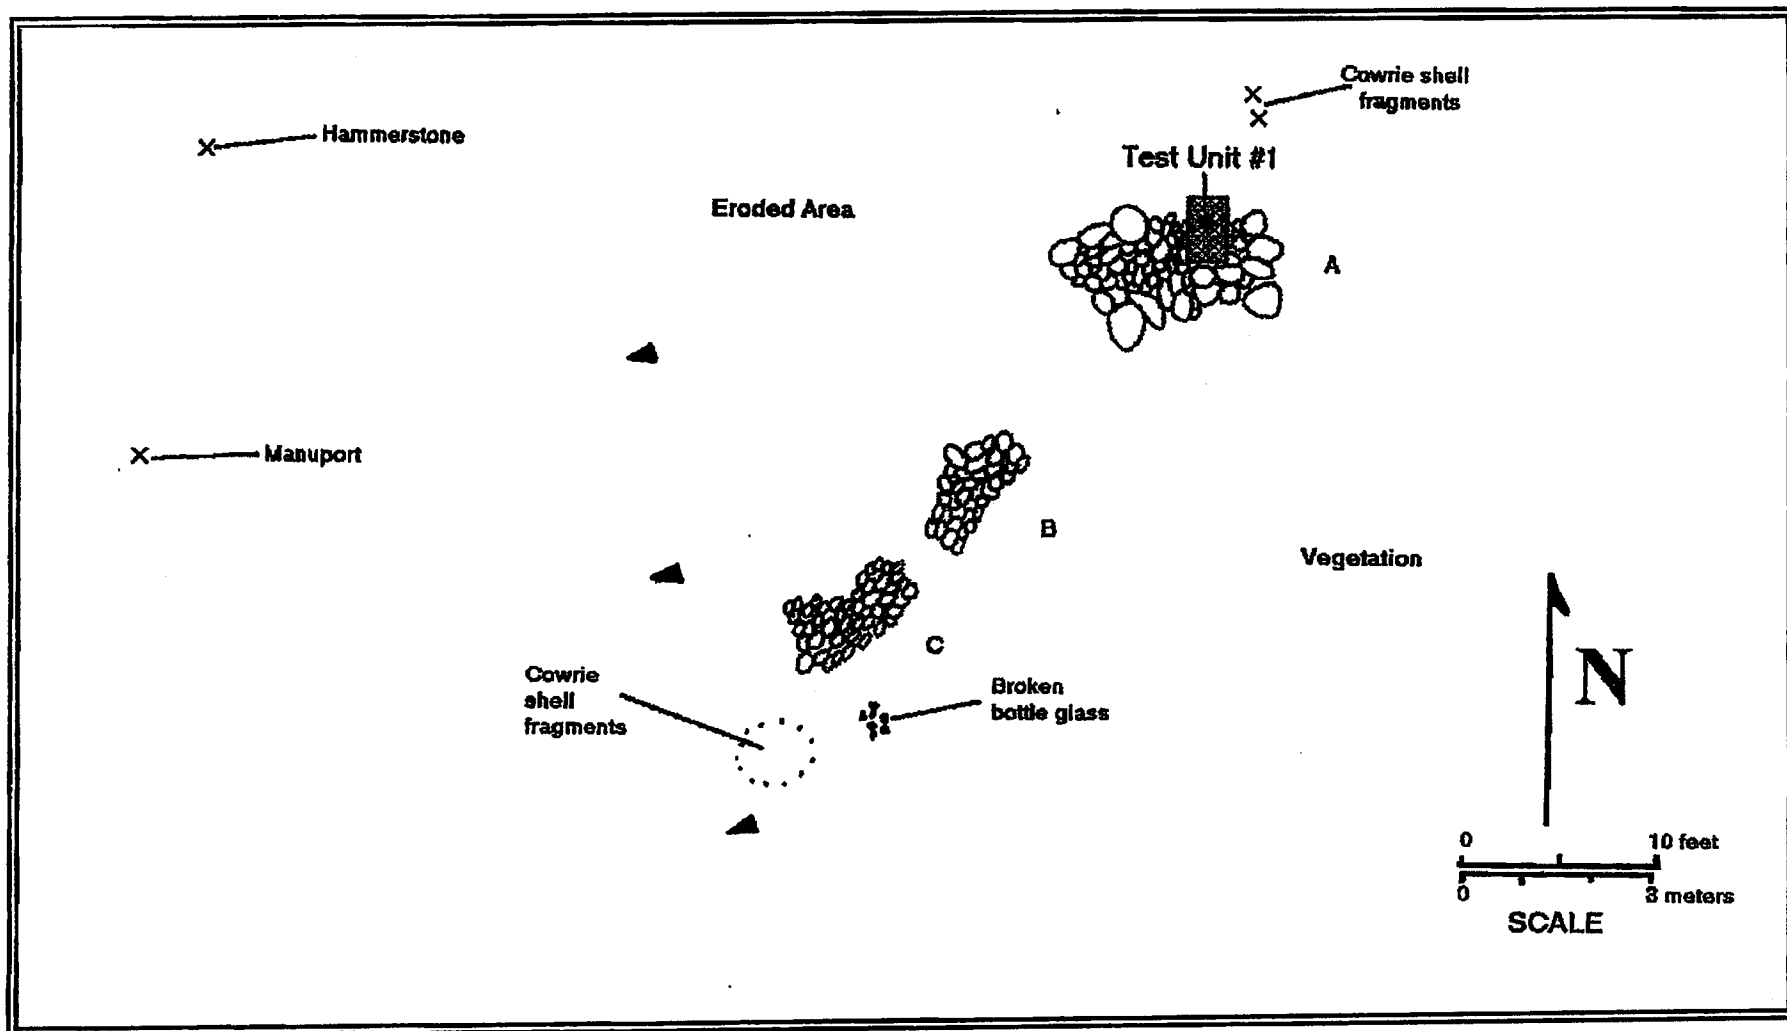 Cowrie shell
fragments
Hammerstone
Test Unit #1
Eroded Area
A
Manuport
B
Vegetation
C
N
Cowrie
shell
fragments
Broken
bottle glass
0 10 feet
0 3 meters
SCALE